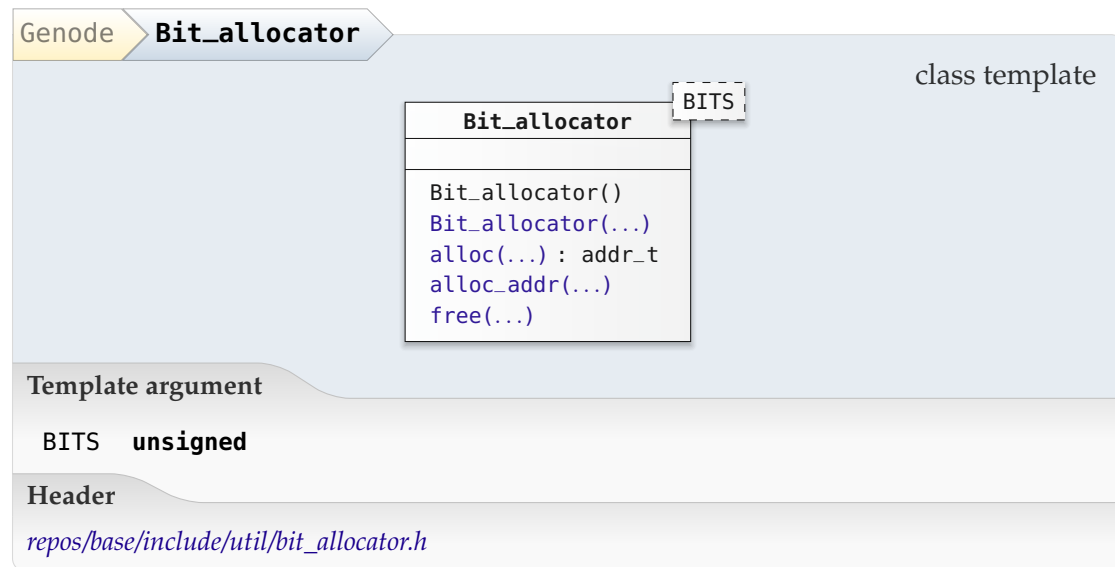 Genode Bit_allocator
class template
BITS
Bit_allocator
Bit_allocator()
Bit_allocator(...)
alloc(...) : addr_t
alloc_addr(...)
free(...)
Template argument
BITS unsigned
Header
repos/base/include/util/bit_allocator.h